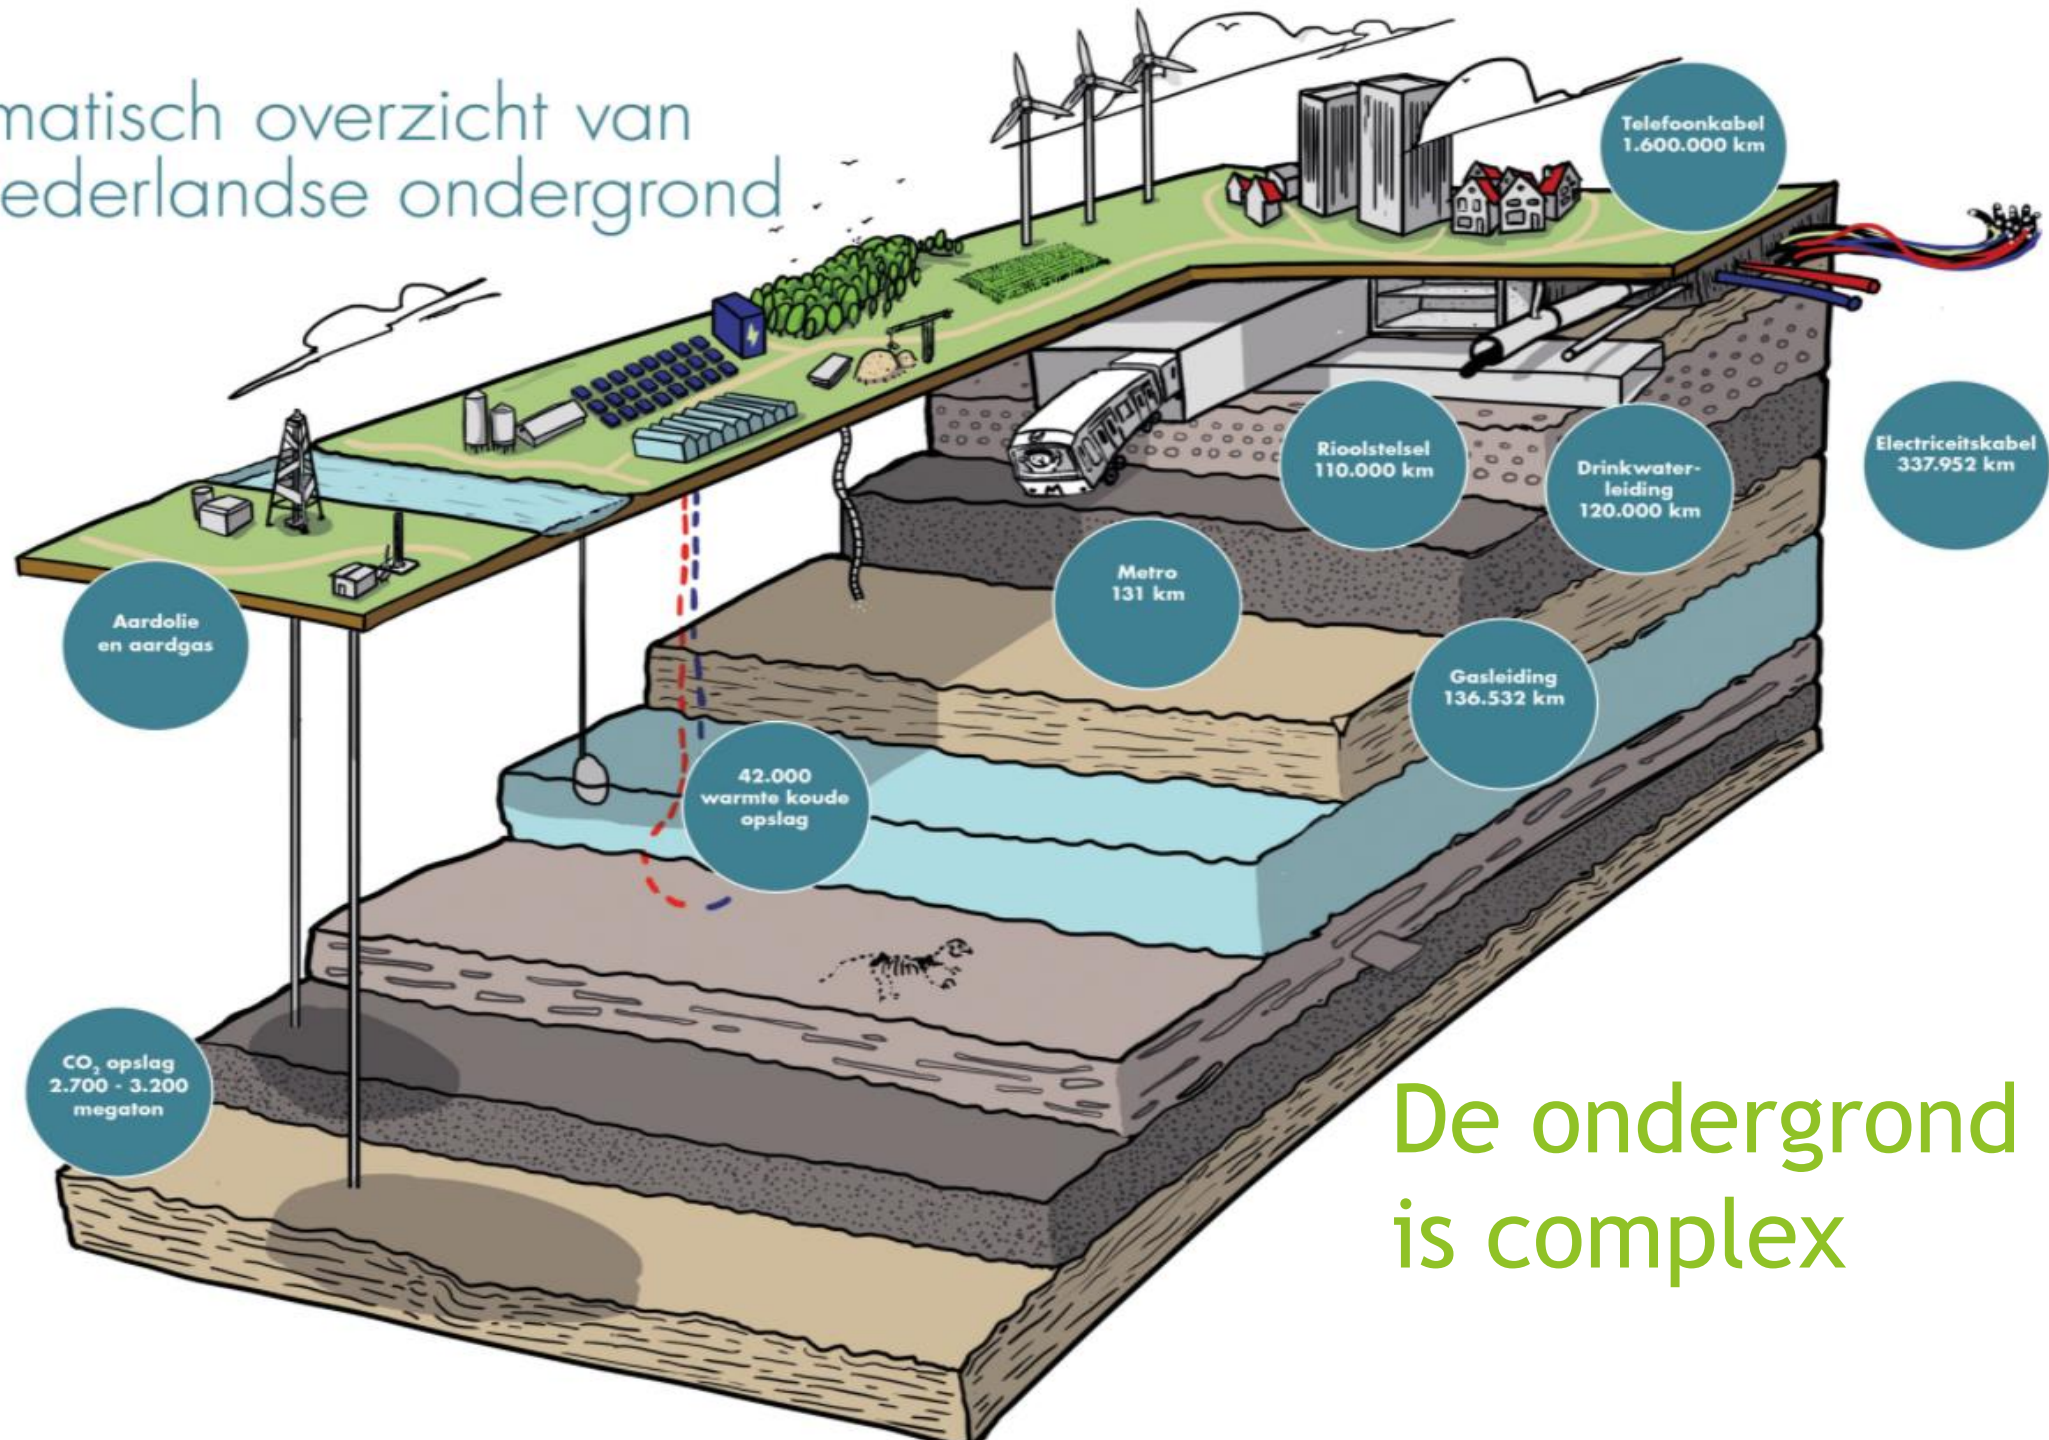 matisch overzicht van
ederlandse ondergrond
Telefoonkabel
1.600.000 km
Electriceitskabel
337.952 km
Rioolstelsel
110.000 km
Drinkwater-
leiding
120.000 km
Metro
131 km
Aardolie
en aardgas
Gasleiding
136.532 km
42.000
warmte koude
opslag
CO₂ opslag
2.700 - 3.200
megaton
De ondergrond
is complex